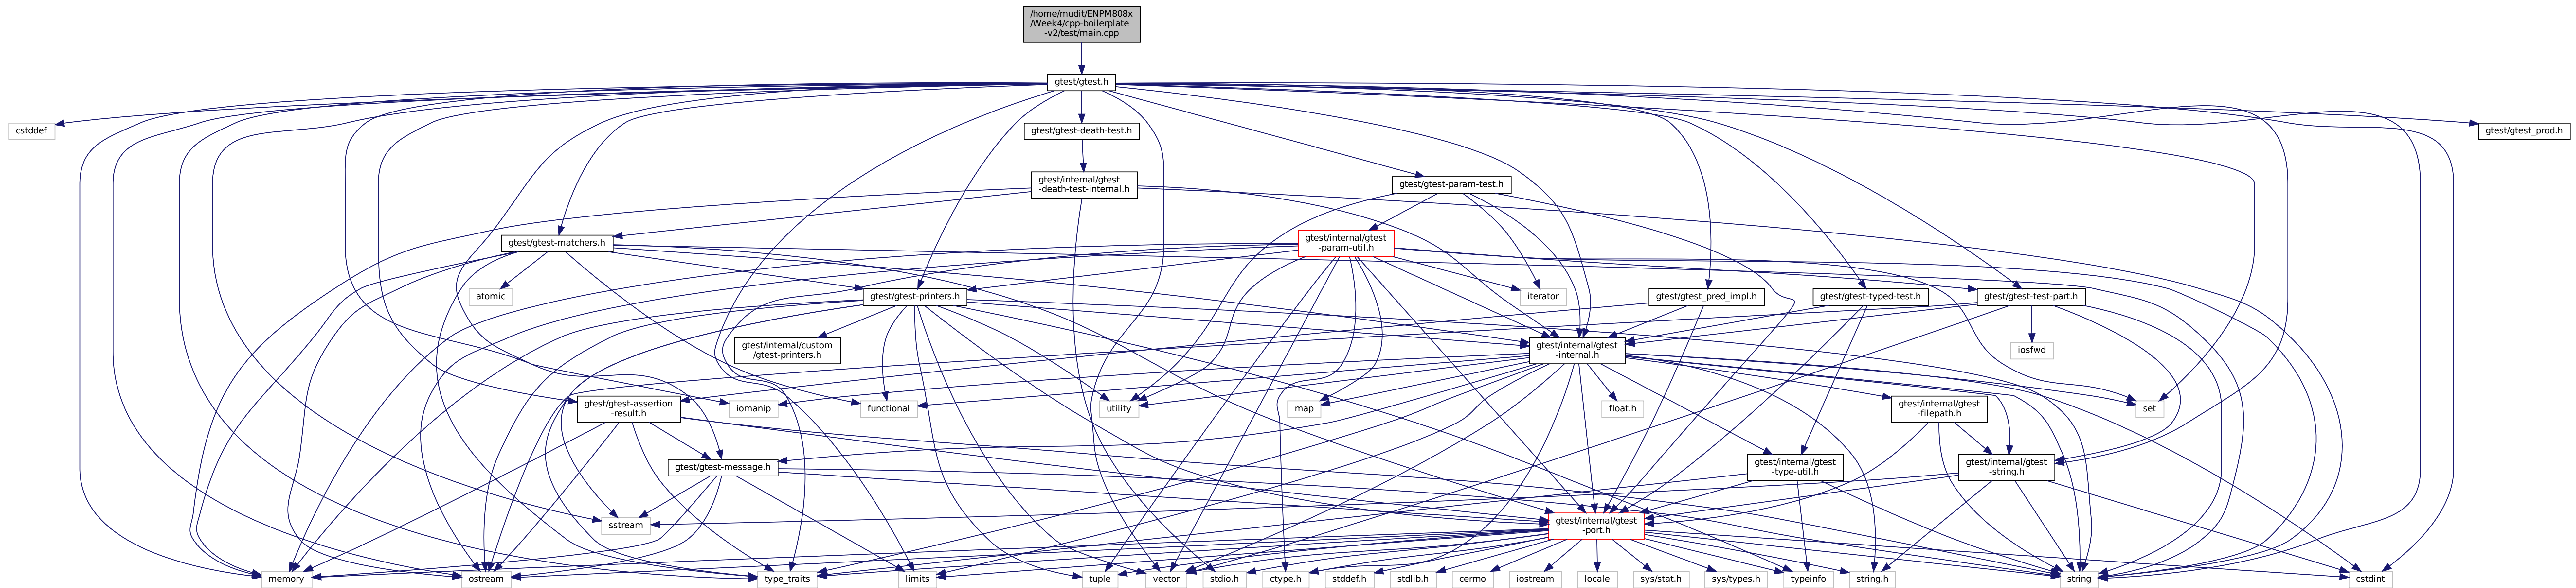 /home/mudit/ENPM808x
/Week4/cpp-boilerplate
-v2/test/main.cpp
gtest/gtest.h
cstddef
gtest/gtest-death-test.h
gtest/gtest_prod.h
gtest/internal/gtest
-death-test-internal.h
gtest/gtest-param-test.h
gtest/gtest-matchers.h
gtest/internal/gtest
-param-util.h
atomic
gtest/gtest-printers.h
iterator
gtest/gtest_pred_impl.h
gtest/gtest-typed-test.h
gtest/gtest-test-part.h
gtest/internal/custom
/gtest-printers.h
gtest/internal/gtest
-internal.h
iosfwd
gtest/gtest-assertion
-result.h
iomanip
functional
utility
map
float.h
gtest/internal/gtest
-filepath.h
set
gtest/gtest-message.h
gtest/internal/gtest
-type-util.h
gtest/internal/gtest
-string.h
sstream
gtest/internal/gtest
-port.h
memory
ostream
type_traits
limits
tuple
vector
stdio.h
ctype.h
stddef.h
stdlib.h
cerrno
iostream
locale
sys/stat.h
sys/types.h
typeinfo
string.h
string
cstdint